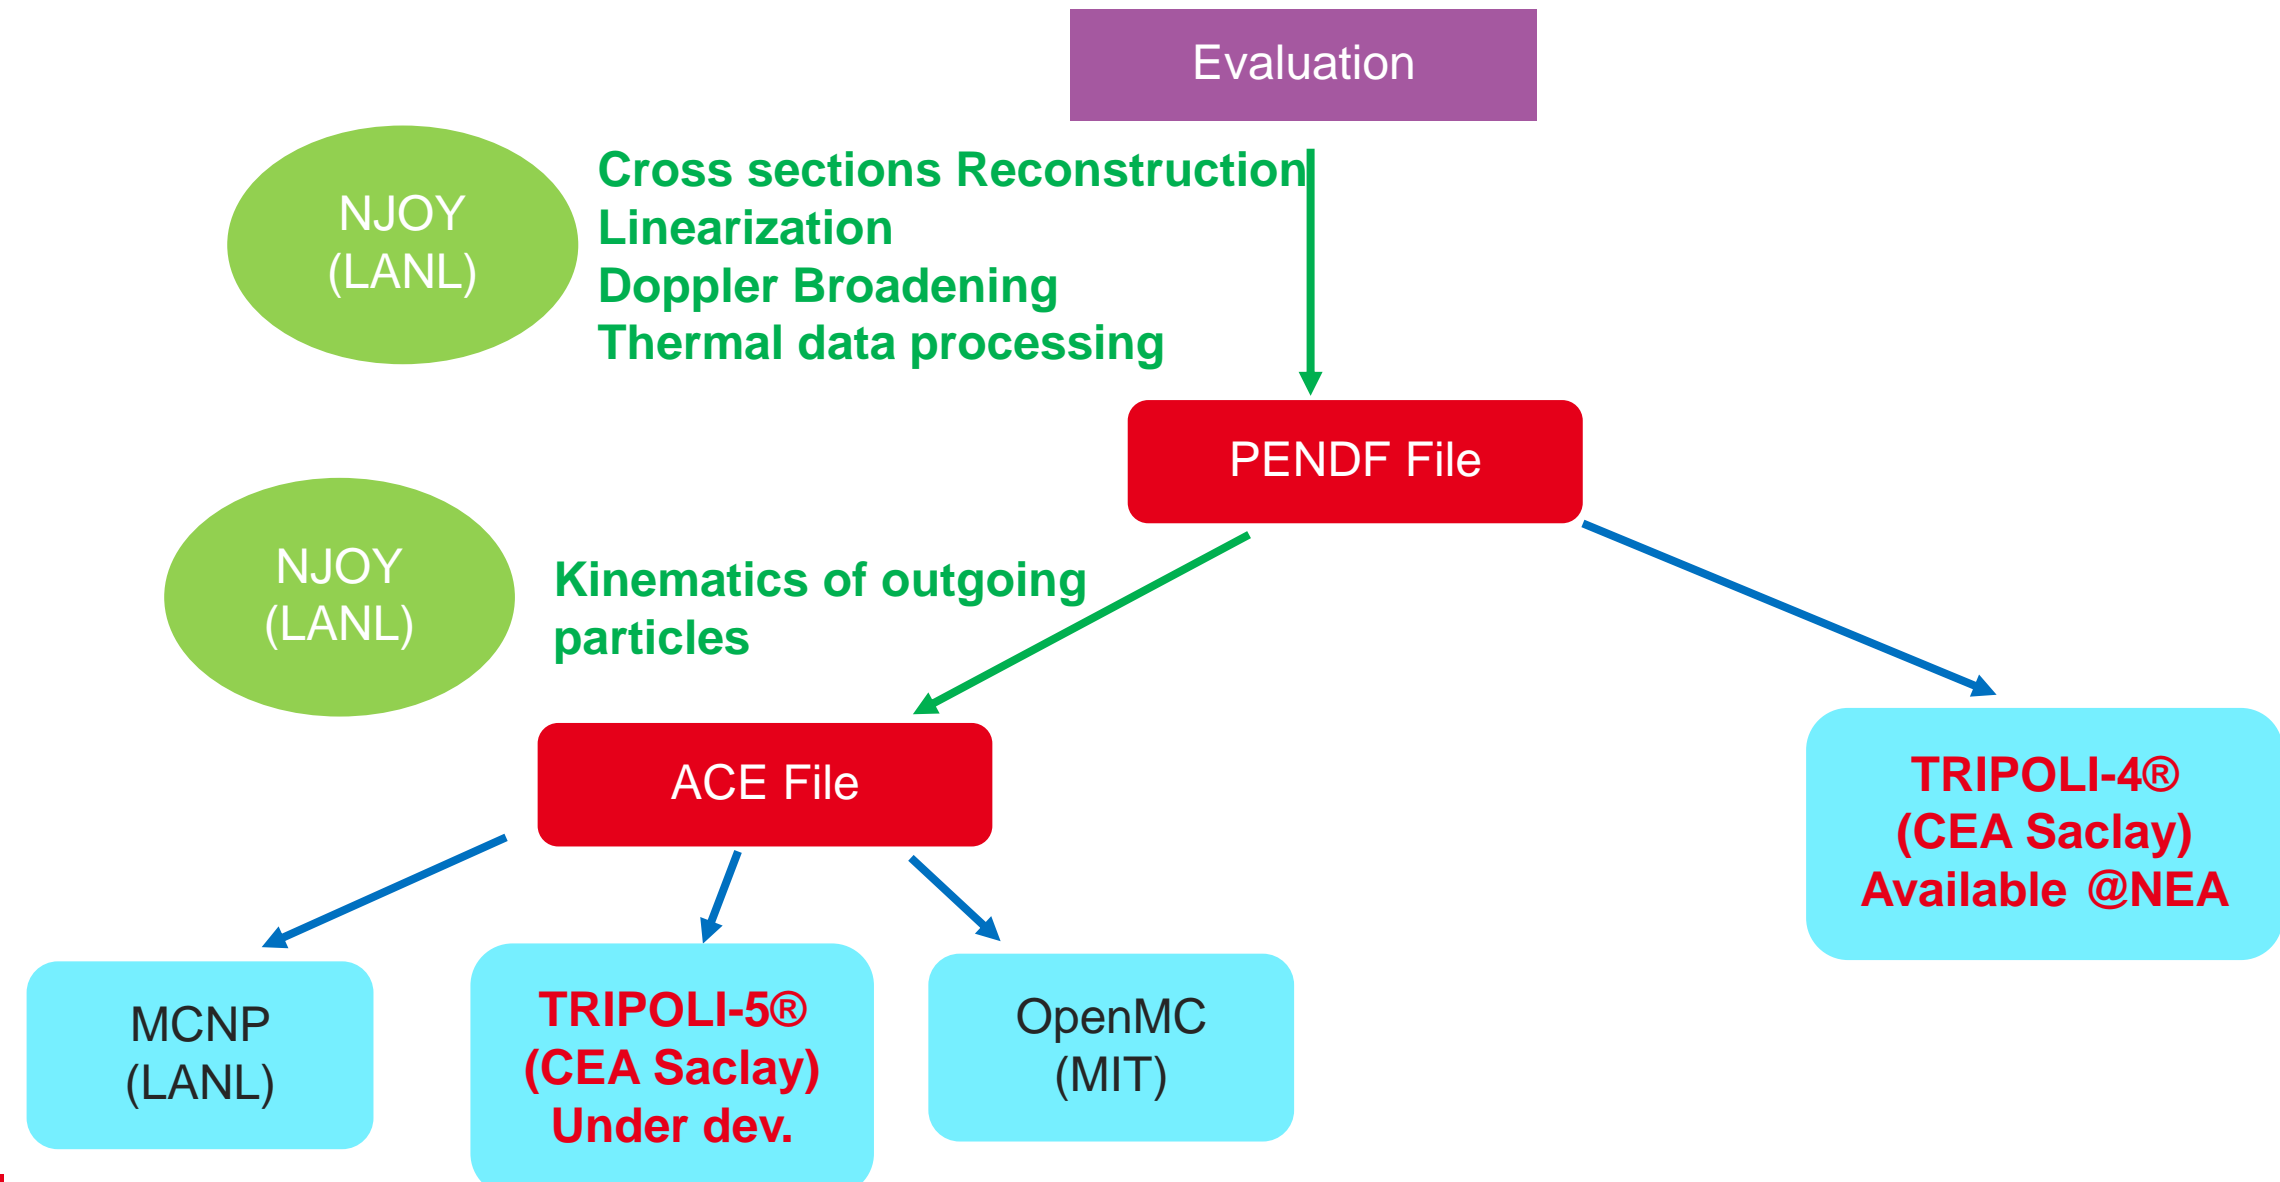 Evaluation
NJOY
(LANL)
Cross sections Reconstruction
Linearization
Doppler Broadening
Thermal data processing
PENDF File
NJOY
(LANL)
Kinematics of outgoing
particles
ACE File
TRIPOLI-4®
(CEA Saclay)
Available @NEA
MCNP
(LANL)
TRIPOLI-5®
(CEA Saclay)
Under dev.
OpenMC
(MIT)